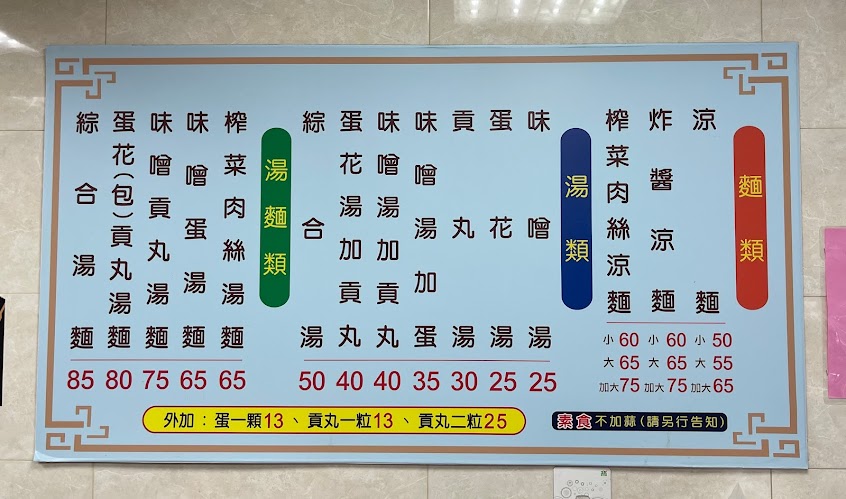 麵類
涼麵
小50
大55
加大65
炸醬涼麵
小60
大65
加大75
榨菜肉絲涼麵
小60
大65
加大75
湯類
味噌湯
25
蛋花湯
25
貢丸湯
30
味噌湯加蛋
35
味噌湯加貢丸
40
蛋花湯加貢丸
40
綜合湯
50
湯麵類
榨菜肉絲湯麵
65
味噌蛋湯麵
65
味噌貢丸湯麵
75
蛋花(包)貢丸湯麵
80
綜合湯麵
85
外加：蛋一顆13、貢丸一粒13、貢丸二粒25
素食不加蒜(請另行告知)